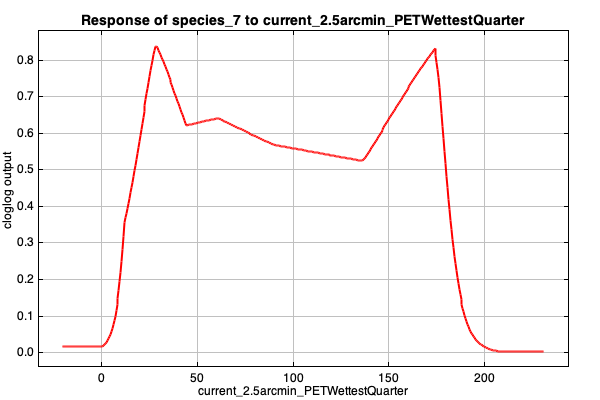 Response of species_7 to current_2.5arcmin_PETWettestQuarter
cloglog output
0.8
0.7
0.6
0.5
0.4
0.3
0.2
0.1
0.0
0 50 100 150 200
current_2.5arcmin_PETWettestQuarter